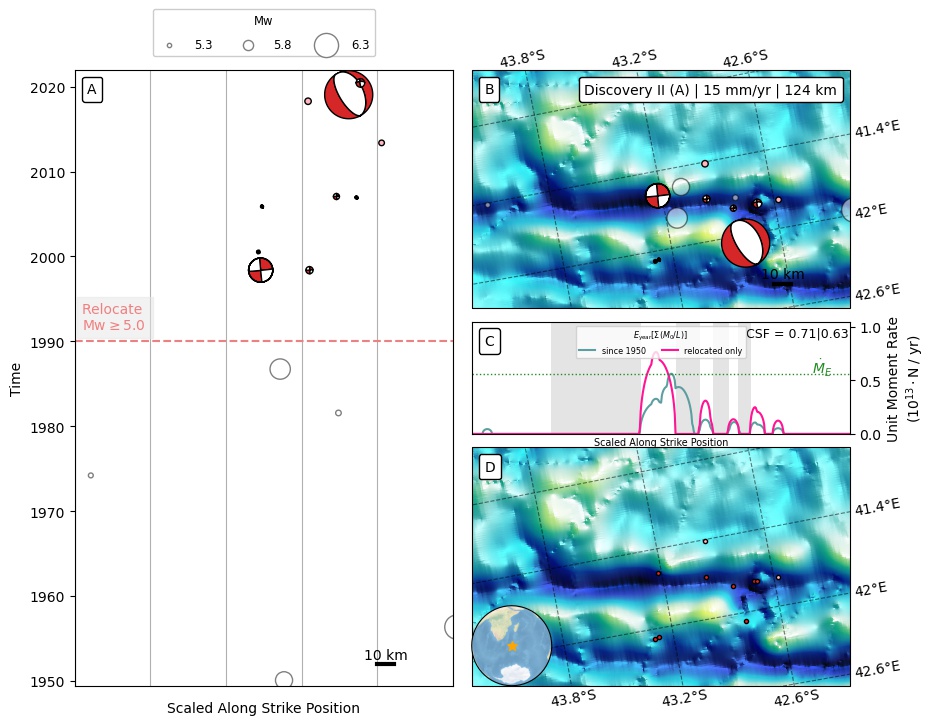 Mw
5.3 5.8 6.3
A
2020
2010
2000
1990
1980
1970
1960
1950
Time
Relocate
Mw ≥ 5.0
10 km
Scaled Along Strike Position
43.8°S 43.2°S 42.6°S
B
Discovery II (A) | 15 mm/yr | 124 km
41.4°E
42°E
42.6°E
10 km
C
E_year[Σ(M₀/L)]
since 1950 relocated only
CSF = 0.71|0.63
Ṁ_E
1.0
0.5
0.0
Unit Moment Rate
(10¹³ · N / yr)
Scaled Along Strike Position
D
41.4°E
42°E
42.6°E
43.8°S 43.2°S 42.6°S